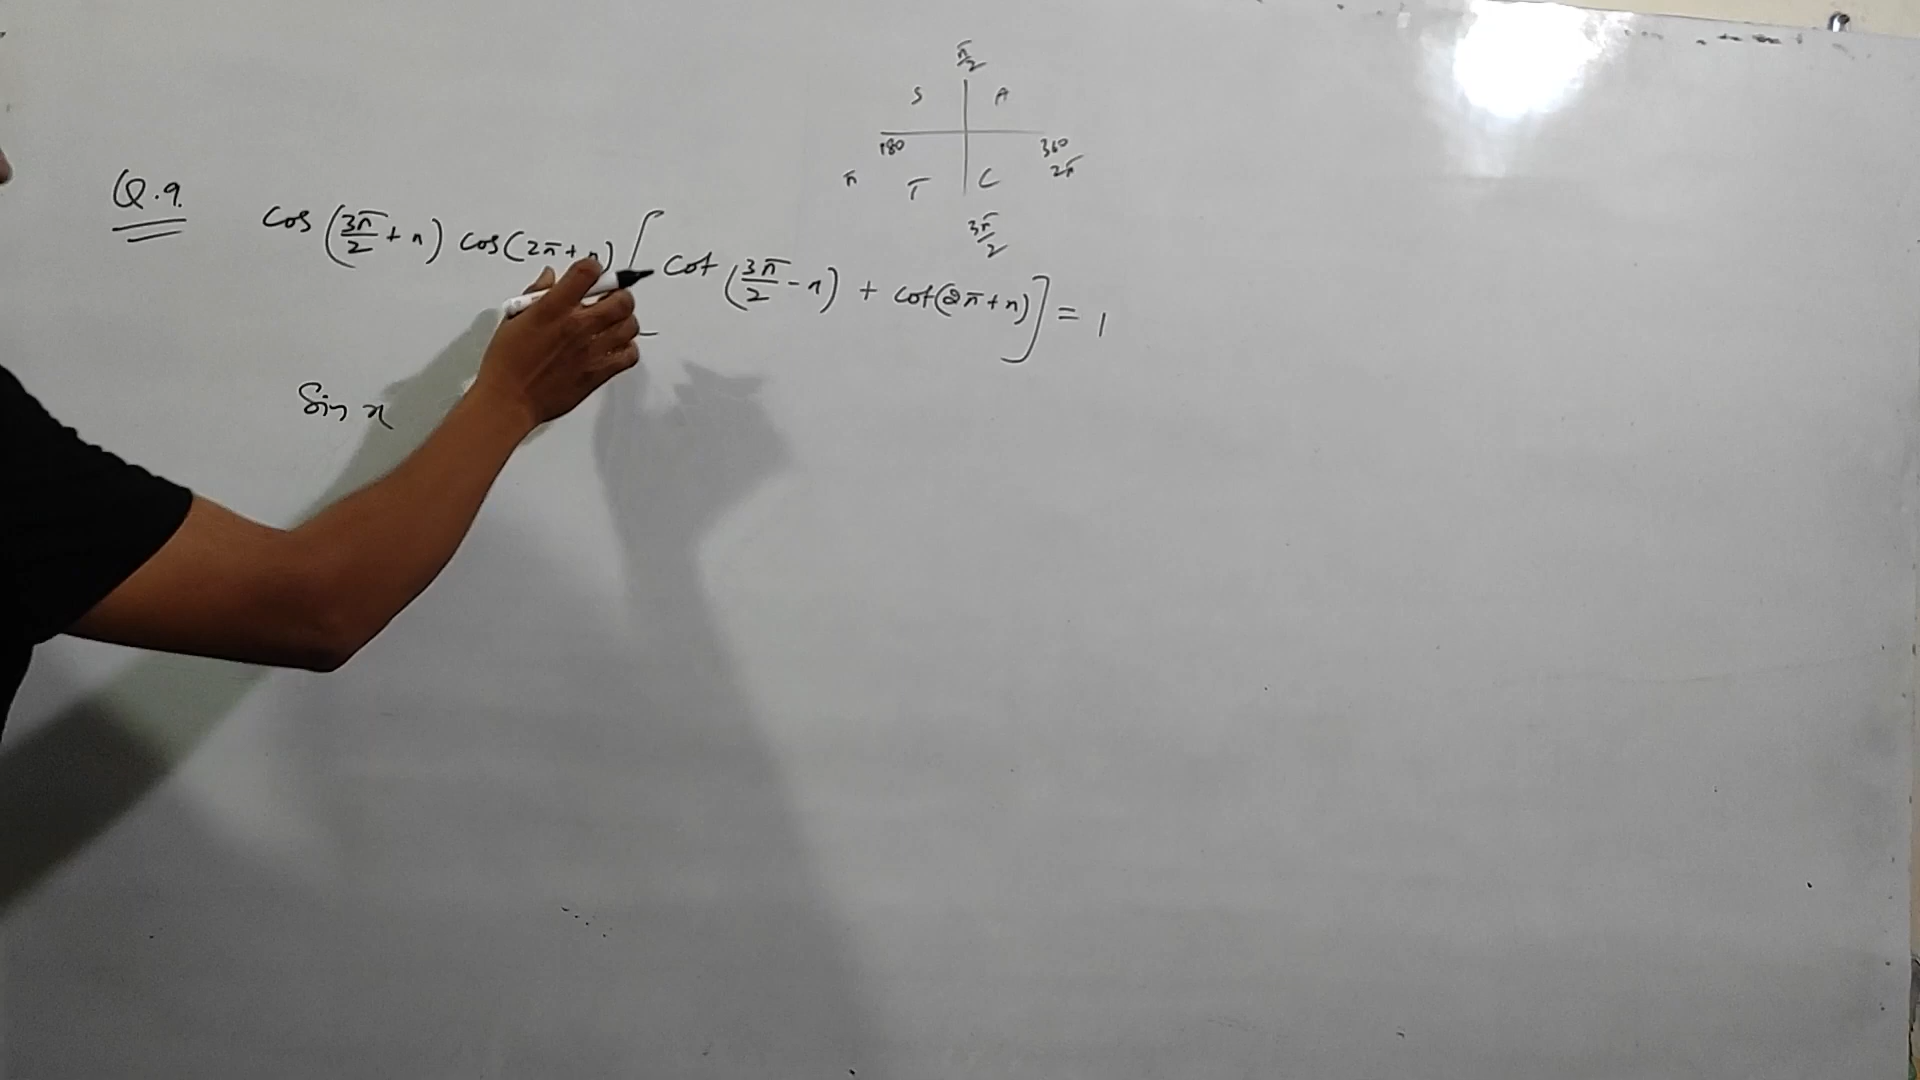 π/2
S A
180 360
π T C 2π
3π/2
Q.9. cos (3π/2 + x) cos(2π + x) [cot (3π/2 - x) + cot(2π + x)] = 1
Sin x